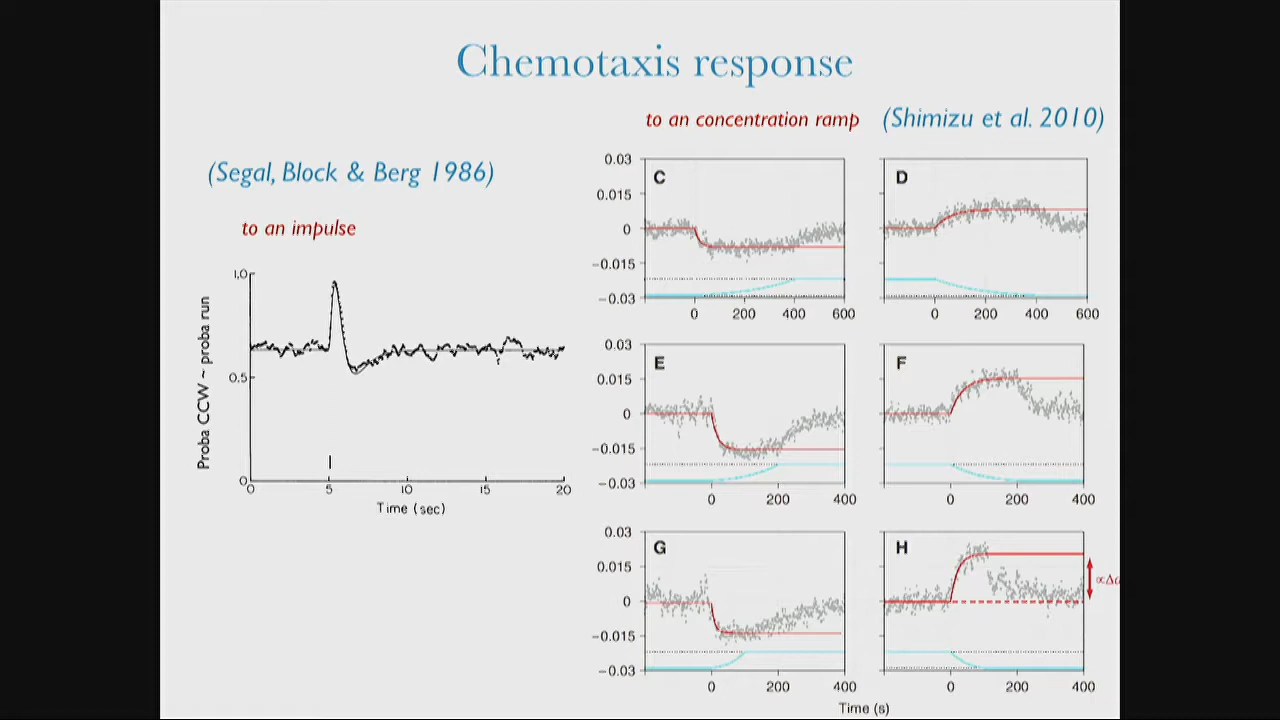 Chemotaxis response
to an concentration ramp
(Shimizu et al. 2010)
(Segal, Block & Berg 1986)
to an impulse
Proba CCW ~ proba run
1.0
0.5
0
0
5
10
15
20
Time (sec)
C
0.03
0.015
0
−0.015
−0.03
0
200
400
600
D
0
200
400
600
E
0.03
0.015
0
−0.015
−0.03
0
200
400
F
0
200
400
G
0.03
0.015
0
−0.015
−0.03
0
200
400
H
0
200
400
∝Δ
Time (s)